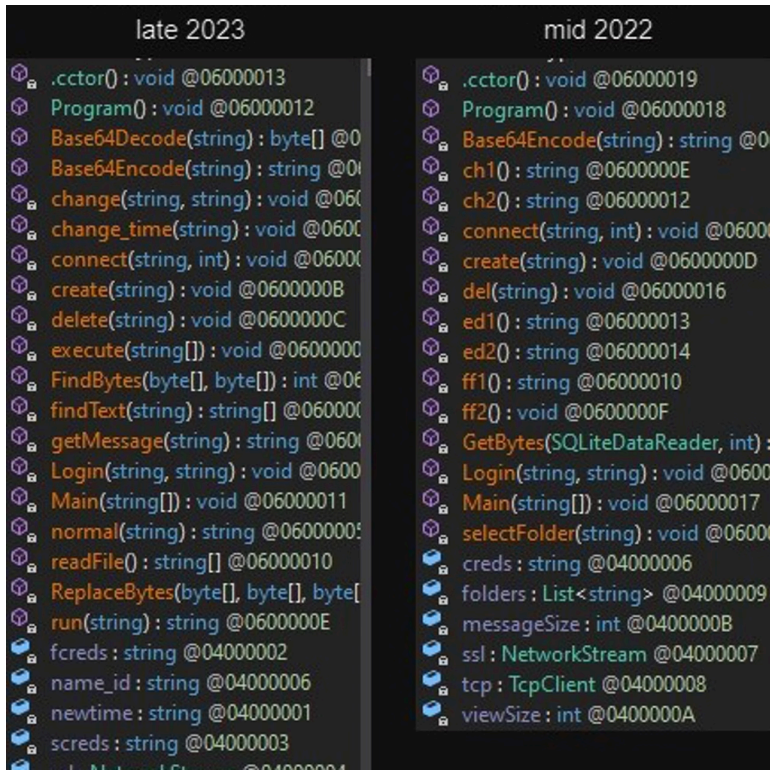 late 2023
.cctor() : void @06000013
Program() : void @06000012
Base64Decode(string) : byte[] @0
Base64Encode(string) : string @0
change(string, string) : void @060
change_time(string) : void @0600
connect(string, int) : void @06000
create(string) : void @0600000B
delete(string) : void @0600000C
execute(string[]) : void @0600000
FindBytes(byte[], byte[]) : int @06
findText(string) : string[] @060000
getMessage(string) : string @060
Login(string, string) : void @0600
Main(string[]) : void @06000011
normal(string) : string @06000005
readFile() : string[] @06000010
ReplaceBytes(byte[], byte[], byte[
run(string) : string @0600000E
fcreds : string @04000002
name_id : string @04000006
newtime : string @04000001
screds : string @04000003
mid 2022
.cctor() : void @06000019
Program() : void @06000018
Base64Encode(string) : string @0
ch1() : string @0600000E
ch2() : string @06000012
connect(string, int) : void @0600
create(string) : void @0600000D
del(string) : void @06000016
ed1() : string @06000013
ed2() : string @06000014
ff1() : string @06000010
ff2() : void @0600000F
GetBytes(SQLiteDataReader, int) :
Login(string, string) : void @0600
Main(string[]) : void @06000017
selectFolder(string) : void @0600
creds : string @04000006
folders : List<string> @04000009
messageSize : int @0400000B
ssl : NetworkStream @04000007
tcp : TcpClient @04000008
viewSize : int @0400000A